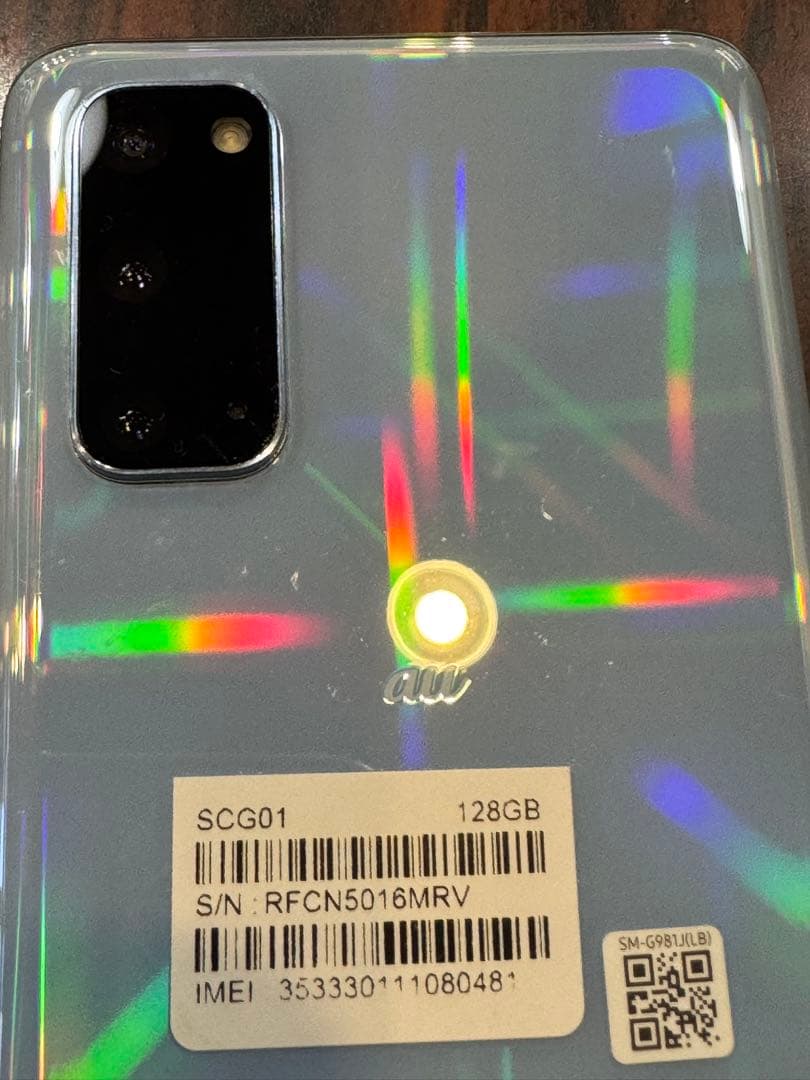 au
SCG01 128GB
S/N : RFCN5016MRV
IMEI 353330111080481
SM-G981J(LB)